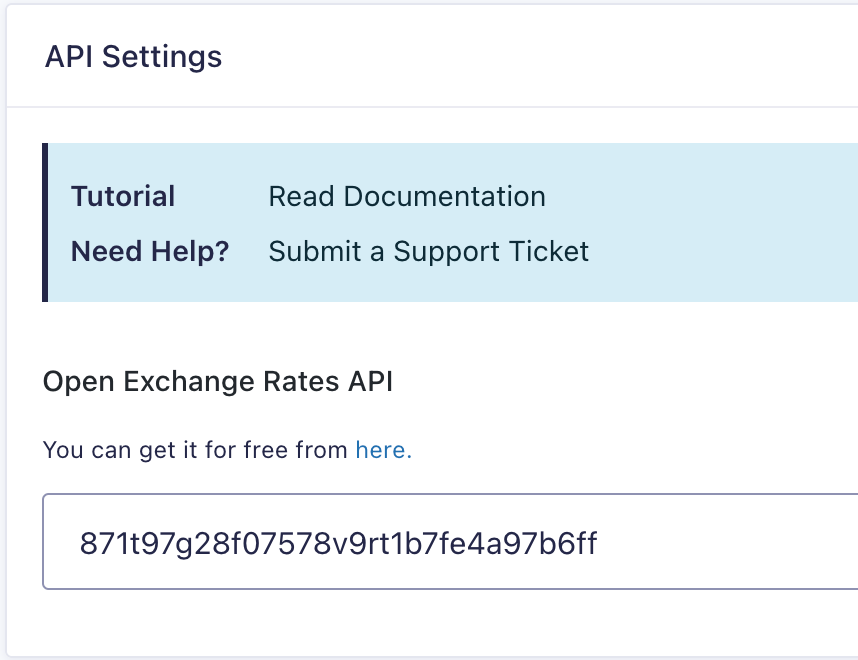 API Settings
Tutorial Read Documentation
Need Help? Submit a Support Ticket
Open Exchange Rates API
You can get it for free from here.
871t97g28f07578v9rt1b7fe4a97b6ff